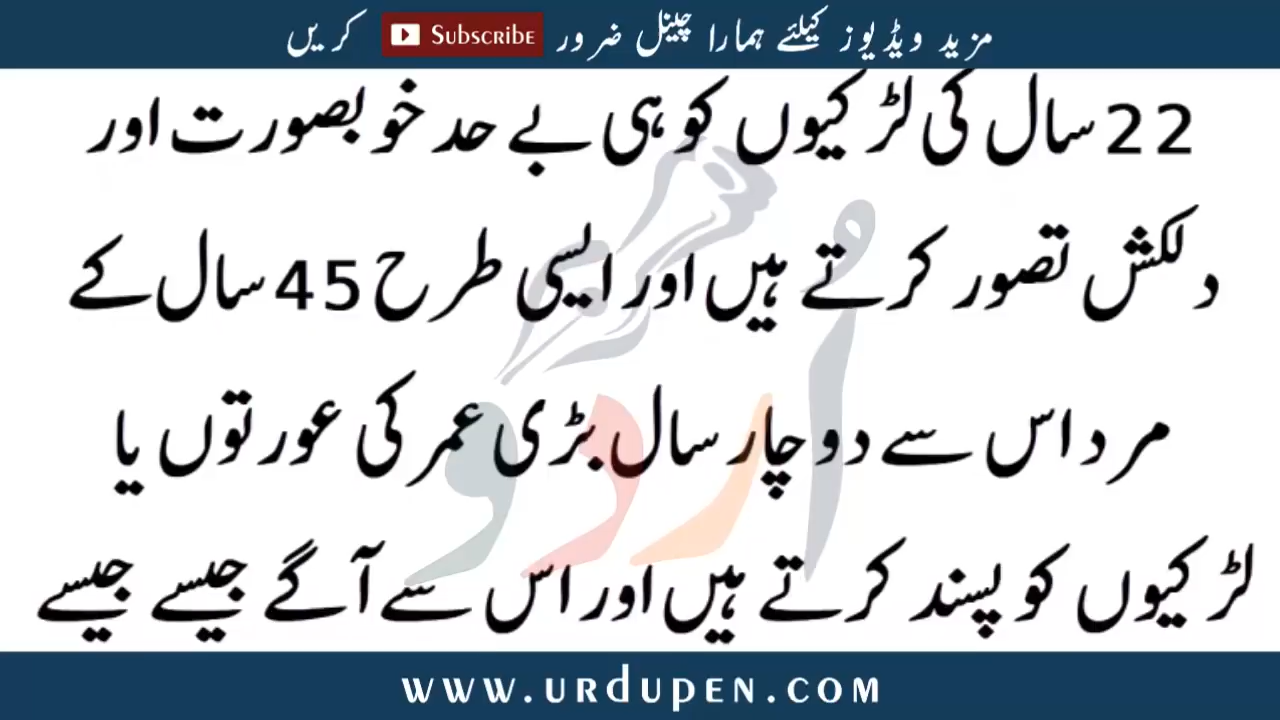 مزید ویڈیوز کیلئے ہمارا چینل ضرور Subscribe کریں
22 سال کی لڑکیوں کو ہی بے حد خوبصورت اور
دلکش تصور کرتے ہیں اور ایسی طرح 45 سال کے
مرد اس سے دو چار سال بڑی عمر کی عورتوں یا
لڑکیوں کو پسند کرتے ہیں اور اس سے آگے جیسے جیسے
اُردو
www.urdupen.com